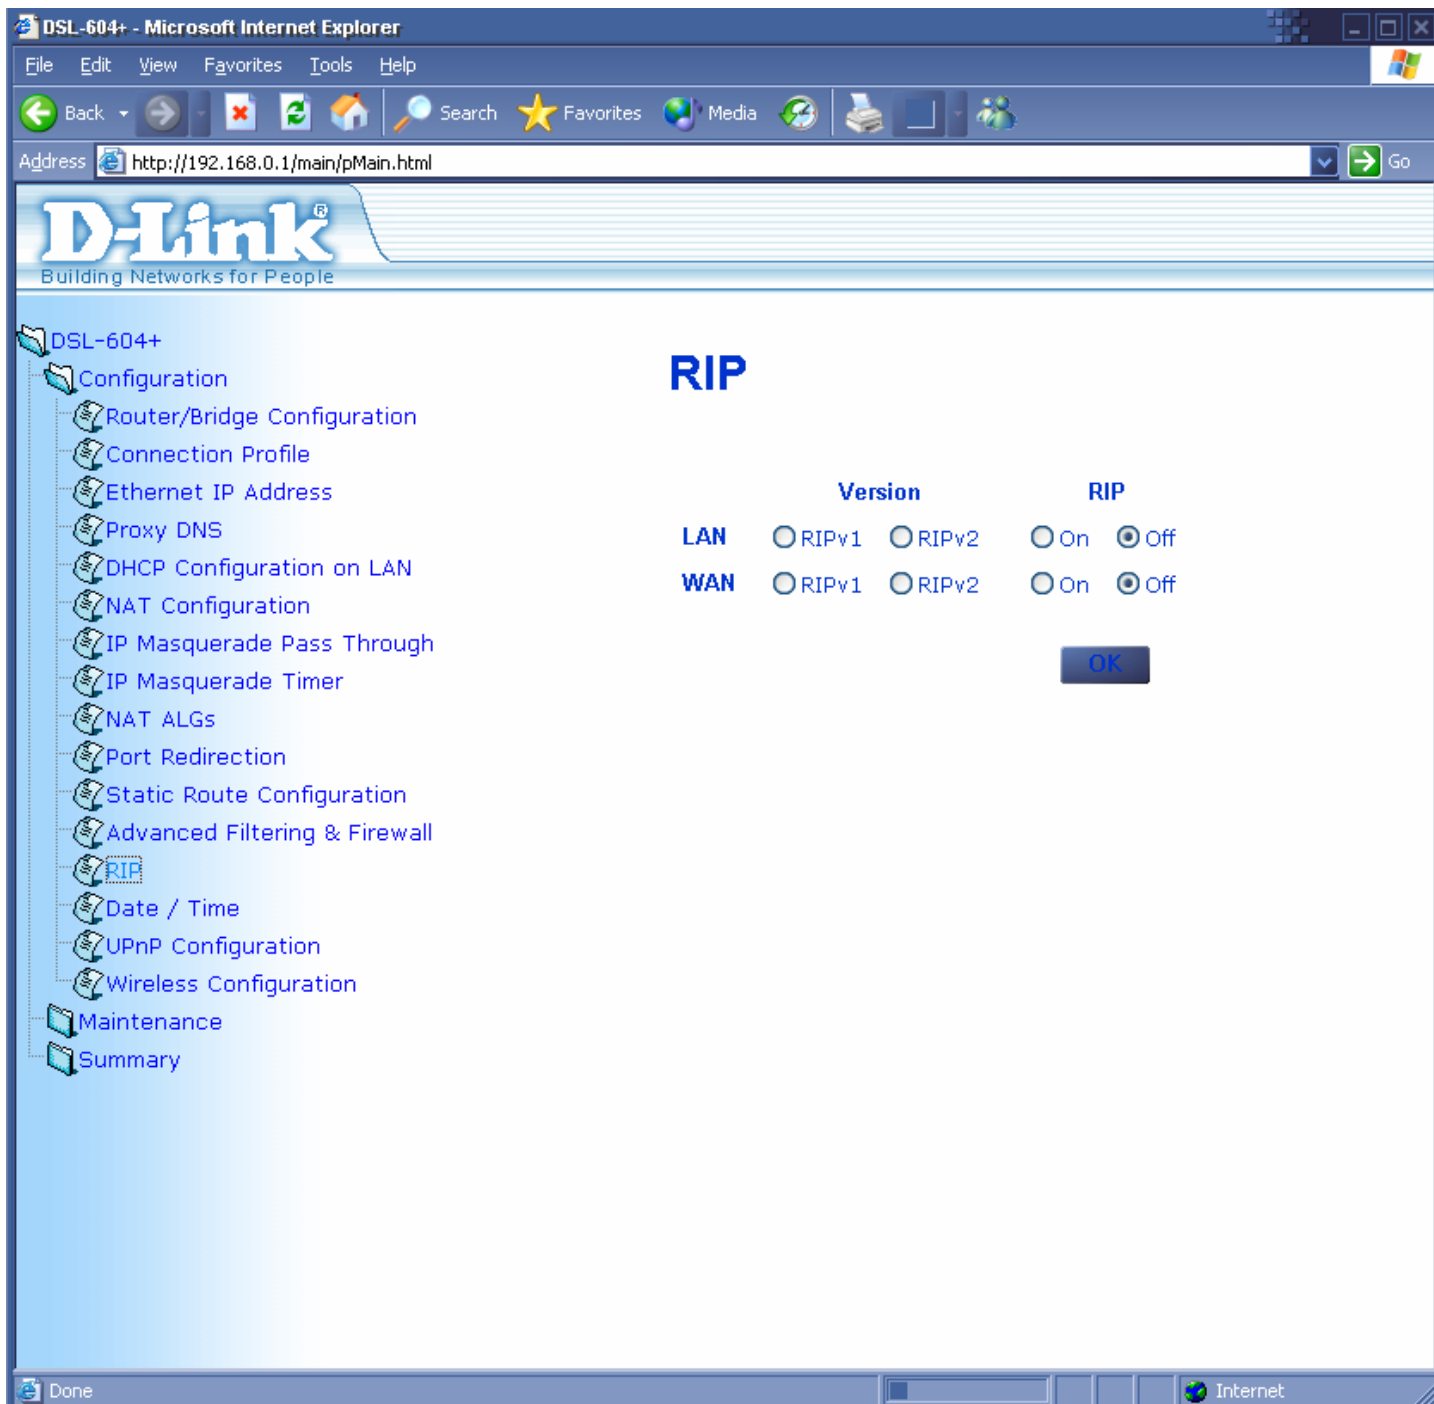 DSL-604+ - Microsoft Internet Explorer
File Edit View Favorites Tools Help
Back Search Favorites Media
Address http://192.168.0.1/main/pMain.html Go
D-Link®
Building Networks for People
DSL-604+
Configuration
Router/Bridge Configuration
Connection Profile
Ethernet IP Address
Proxy DNS
DHCP Configuration on LAN
NAT Configuration
IP Masquerade Pass Through
IP Masquerade Timer
NAT ALGs
Port Redirection
Static Route Configuration
Advanced Filtering & Firewall
RIP
Date / Time
UPnP Configuration
Wireless Configuration
Maintenance
Summary
RIP
Version RIP
LAN RIPv1 RIPv2 On Off
WAN RIPv1 RIPv2 On Off
OK
Done Internet